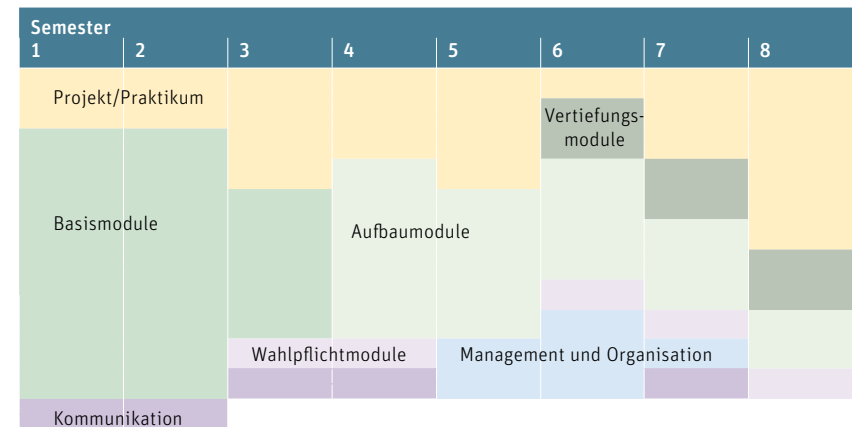 Semester
1 2 3 4 5 6 7 8
Projekt/Praktikum
Vertiefungs-
module
Basismodule
Aufbaumodule
Wahlpflichtmodule
Management und Organisation
Kommunikation